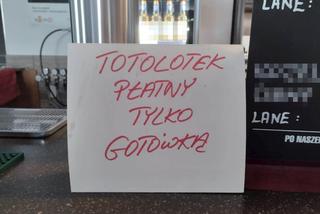 LANE:
TOTOLOTEK
PŁATNY
TYLKO
GOTÓWKĄ
LANE:
PO NASZE